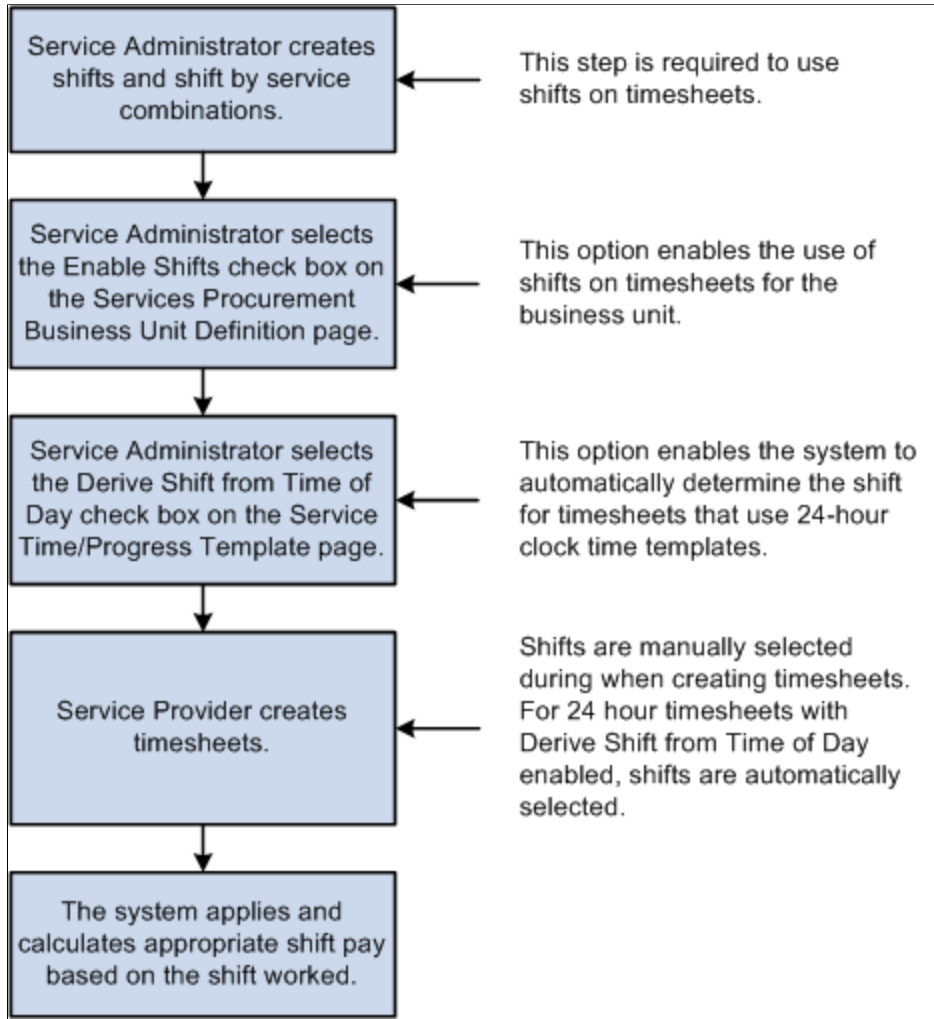 Service Administrator creates
shifts and shift by service
combinations.
This step is required to use
shifts on timesheets.
Service Administrator selects
the Enable Shifts check box on
the Services Procurement
Business Unit Definition page.
This option enables the use of
shifts on timesheets for the
business unit.
Service Administrator selects
the Derive Shift from Time of
Day check box on the Service
Time/Progress Template page.
This option enables the system to
automatically determine the shift
for timesheets that use 24-hour
clock time templates.
Service Provider creates
timesheets.
Shifts are manually selected
during when creating timesheets.
For 24 hour timesheets with
Derive Shift from Time of Day
enabled, shifts are automatically
selected.
The system applies and
calculates appropriate shift pay
based on the shift worked.